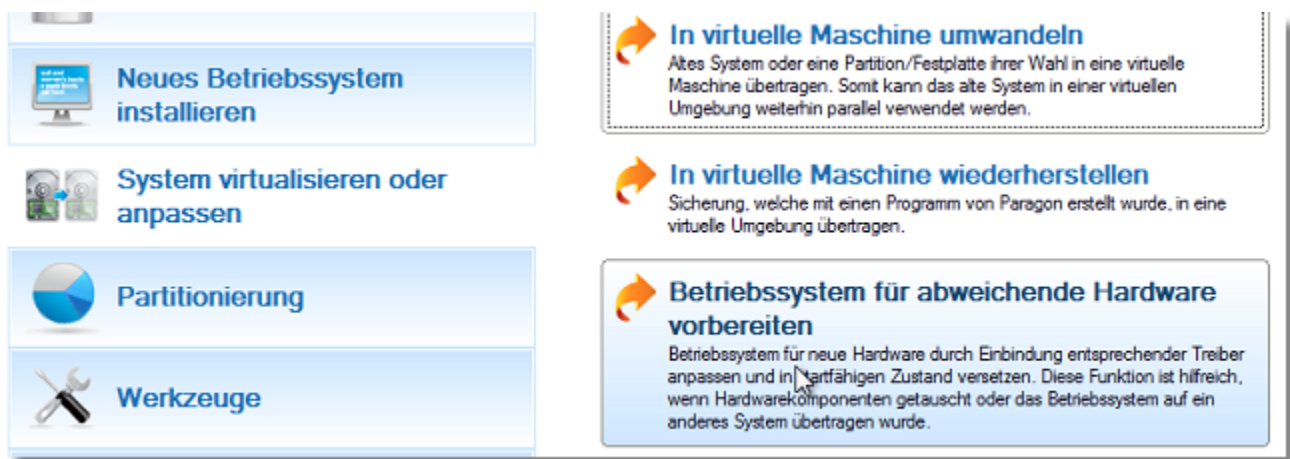 Neues Betriebssystem
installieren
System virtualisieren oder
anpassen
Partitionierung
Werkzeuge
In virtuelle Maschine umwandeln
Altes System oder eine Partition/Festplatte ihrer Wahl in eine virtuelle
Maschine übertragen. Somit kann das alte System in einer virtuellen
Umgebung weiterhin parallel verwendet werden.
In virtuelle Maschine wiederherstellen
Sicherung, welche mit einen Programm von Paragon erstellt wurde, in eine
virtuelle Umgebung übertragen.
Betriebssystem für abweichende Hardware
vorbereiten
Betriebssystem für neue Hardware durch Einbindung entsprechender Treiber
anpassen und in startfähigen Zustand versetzen. Diese Funktion ist hilfreich,
wenn Hardwarekomponenten getauscht oder das Betriebssystem auf ein
anderes System übertragen wurde.